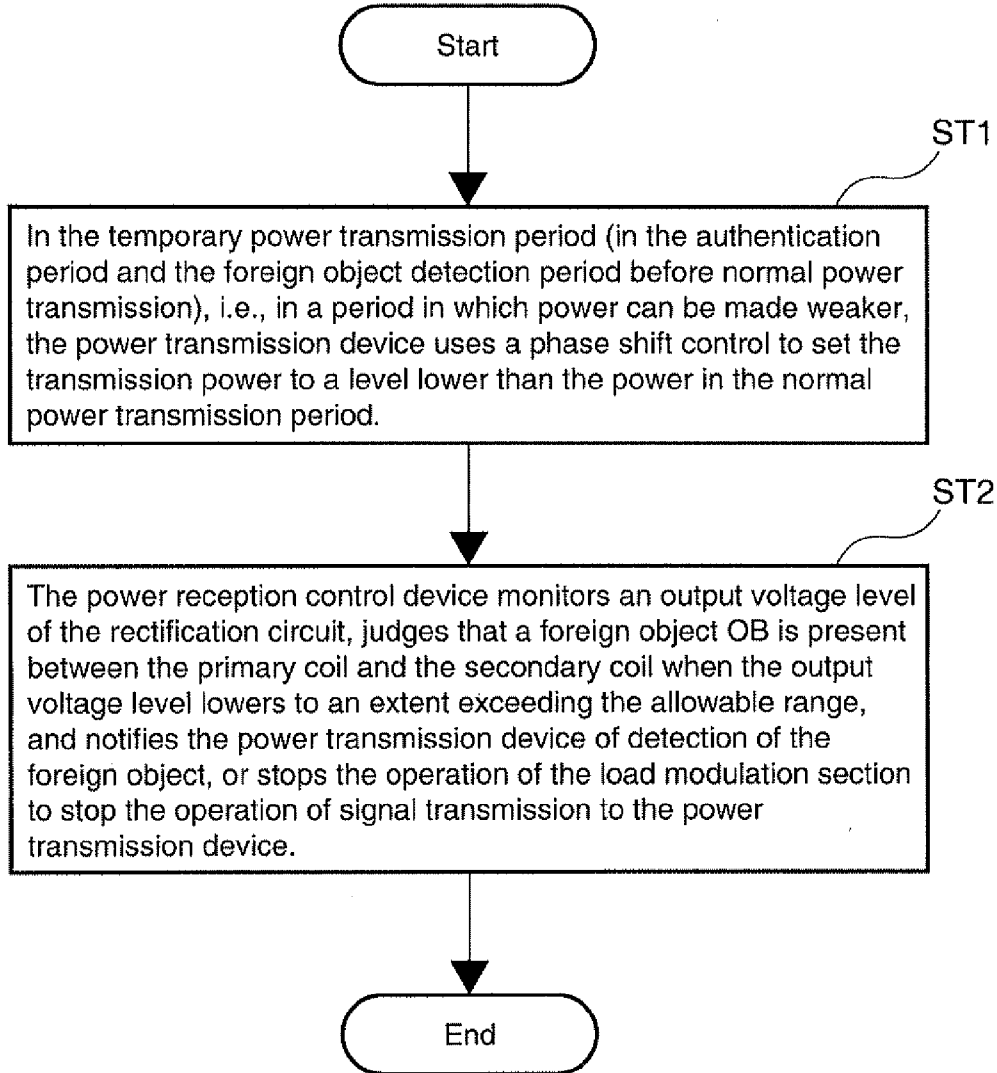 Start
ST1
In the temporary power transmission period (in the authentication
period and the foreign object detection period before normal power
transmission), i.e., in a period in which power can be made weaker,
the power transmission device uses a phase shift control to set the
transmission power to a level lower than the power in the normal
power transmission period.
ST2
The power reception control device monitors an output voltage level
of the rectification circuit, judges that a foreign object OB is present
between the primary coil and the secondary coil when the output
voltage level lowers to an extent exceeding the allowable range,
and notifies the power transmission device of detection of the
foreign object, or stops the operation of the load modulation section
to stop the operation of signal transmission to the power
transmission device.
End